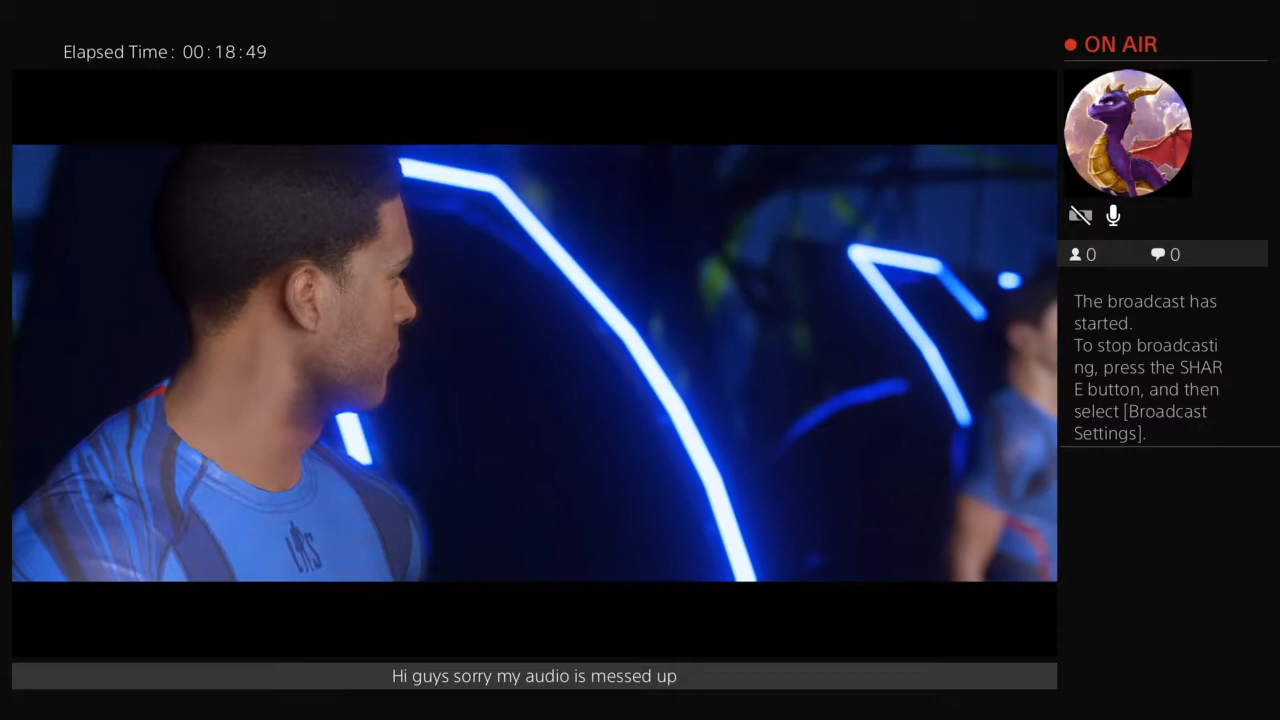 Elapsed Time: 00:18:49
ON AIR
0
0
The broadcast has
started.
To stop broadcasti
ng, press the SHAR
E button, and then
select [Broadcast
Settings].
Hi guys sorry my audio is messed up